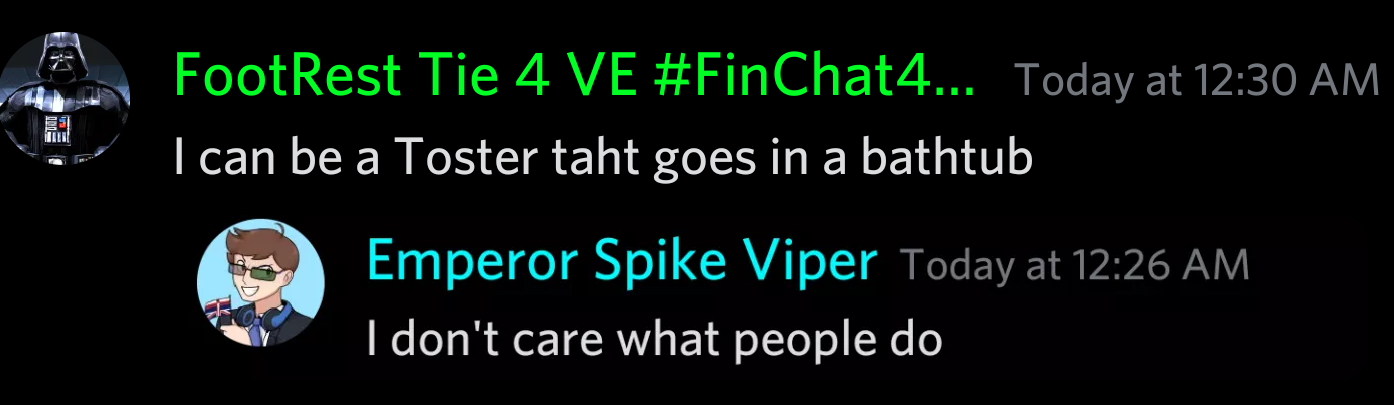 FootRest Tie 4 VE #FinChat4... Today at 12:30 AM
I can be a Toster taht goes in a bathtub
Emperor Spike Viper Today at 12:26 AM
I don't care what people do